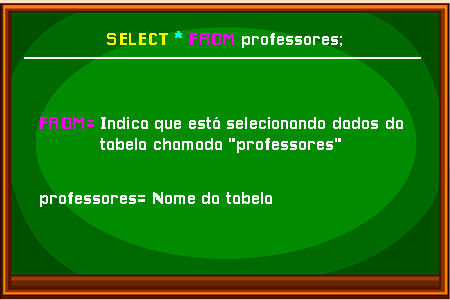 SELECT * FROM professores;
FROM= Indica que está selecionando dados da
tabela chamada "professores"
professores= Nome da tabela